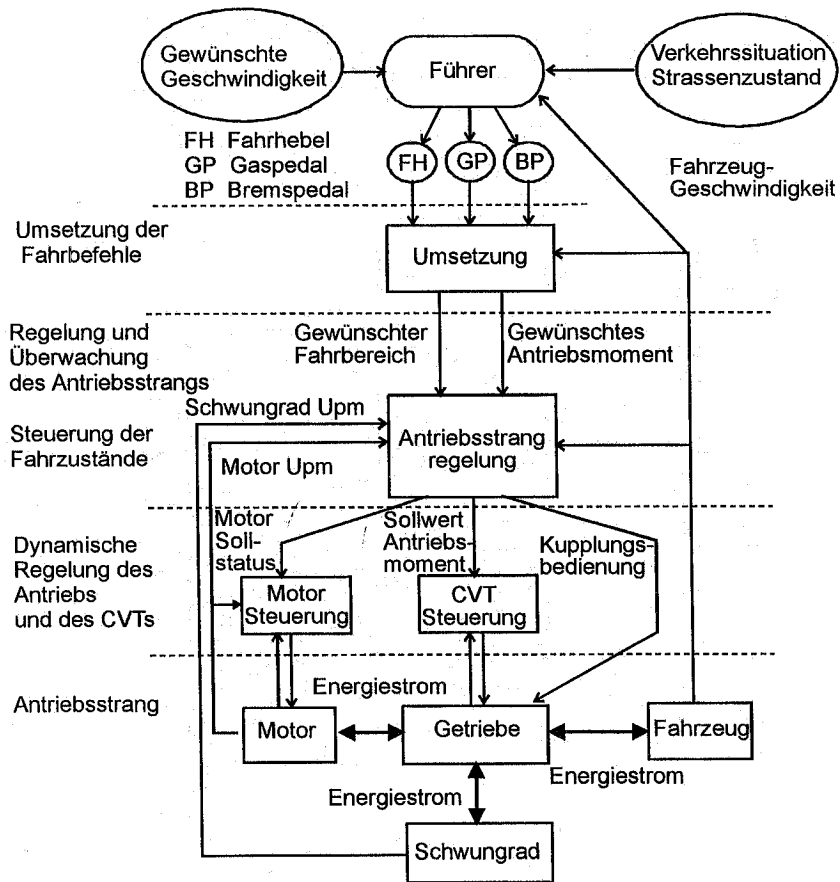 Gewünschte
Geschwindigkeit
Führer
Verkehrssituation
Strassenzustand
FH Fahrhebel
GP Gaspedal
BP Bremspedal
FH
GP
BP
Fahrzeug-
Geschwindigkeit
Umsetzung der
Fahrbefehle
Umsetzung
Regelung und
Überwachung
des Antriebsstrangs
Gewünschter
Fahrbereich
Gewünschtes
Antriebsmoment
Schwungrad Upm
Steuerung der
Fahrzustände
Antriebsstrang
regelung
Motor Upm
Motor
Soll-
status
Sollwert
Antriebs-
moment
Kupplungs-
bedienung
Dynamische
Regelung des
Antriebs
und des CVTs
Motor
Steuerung
CVT
Steuerung
Antriebsstrang
Energiestrom
Motor
Getriebe
Fahrzeug
Energiestrom
Energiestrom
Schwungrad